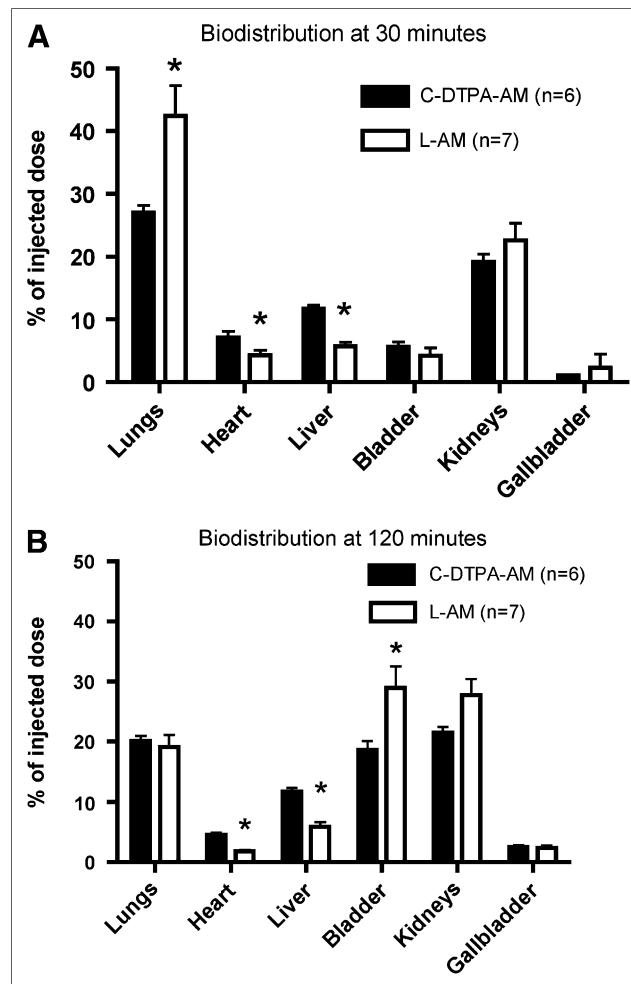 A
Biodistribution at 30 minutes
% of injected dose
50
40
30
20
10
0
*
*
*
C-DTPA-AM (n=6)
L-AM (n=7)
Lungs
Heart
Liver
Bladder
Kidneys
Gallbladder
B
Biodistribution at 120 minutes
% of injected dose
50
40
30
20
10
0
C-DTPA-AM (n=6)
L-AM (n=7)
*
*
*
Lungs
Heart
Liver
Bladder
Kidneys
Gallbladder